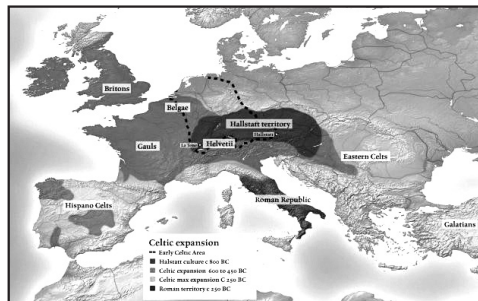 Britons
Belgae
Hallstatt territory
Hallstatt
Gauls
La Tène
Helvetii
Eastern Celts
Hispano Celts
Roman Republic
Galatians
Celtic expansion
Early Celtic Area
Halstatt culture c 800 BC
Celtic expansion 600 to 450 BC
Celtic max expansion C 250 BC
Roman territory c 250 BC